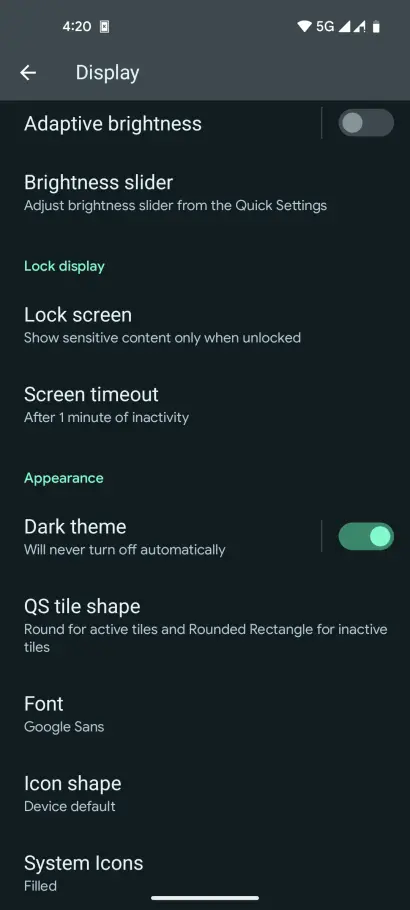 4:20
5G
Display
Adaptive brightness
Brightness slider
Adjust brightness slider from the Quick Settings
Lock display
Lock screen
Show sensitive content only when unlocked
Screen timeout
After 1 minute of inactivity
Appearance
Dark theme
Will never turn off automatically
QS tile shape
Round for active tiles and Rounded Rectangle for inactive
tiles
Font
Google Sans
Icon shape
Device default
System Icons
Filled